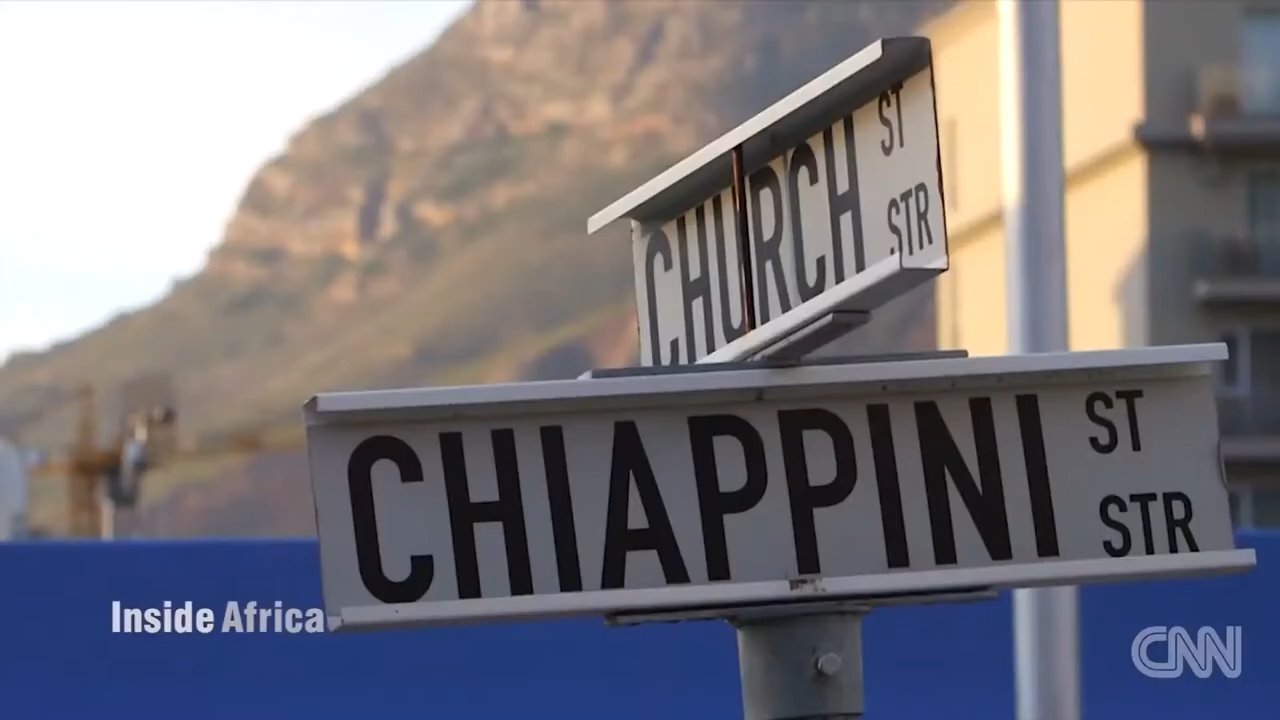 CHURCH ST
STR
CHIAPPINI ST
STR
Inside Africa
CNN